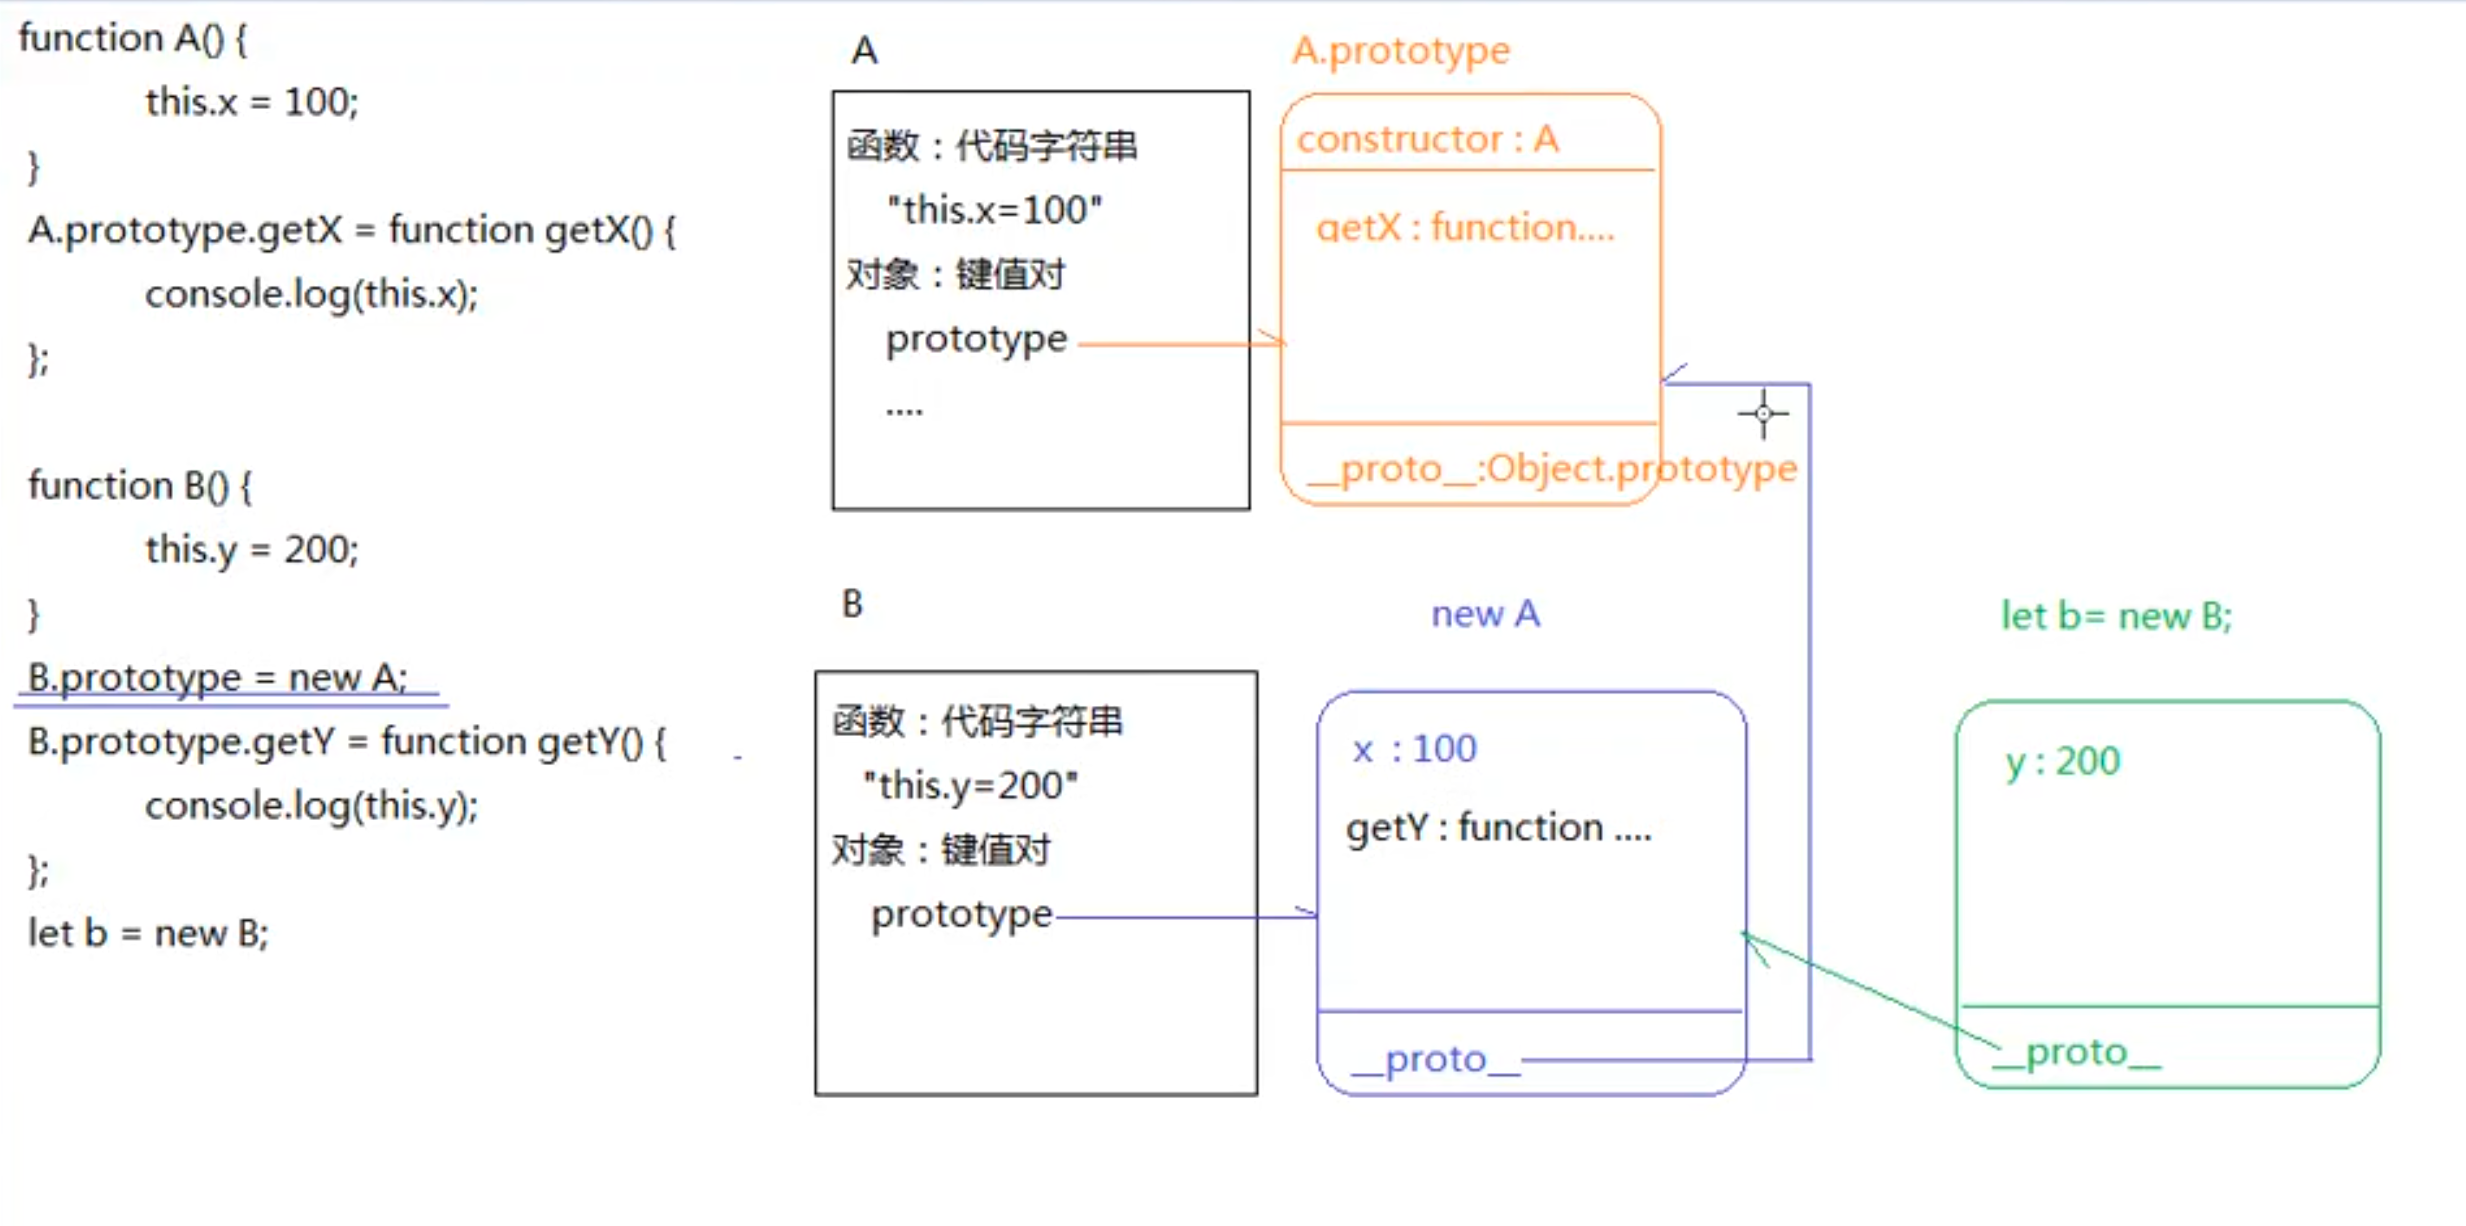 function A() {
this.x = 100;
}
A.prototype.getX = function getX() {
console.log(this.x);
};
function B() {
this.y = 200;
}
B.prototype = new A;
B.prototype.getY = function getY() {
console.log(this.y);
};
let b = new B;
A
函数：代码字符串
"this.x=100"
对象：键值对
prototype
....
A.prototype
constructor : A
getX : function....
__proto__:Object.prototype
B
函数：代码字符串
"this.y=200"
对象：键值对
prototype
new A
x : 100
getY : function ....
__proto__
let b= new B;
y : 200
__proto__